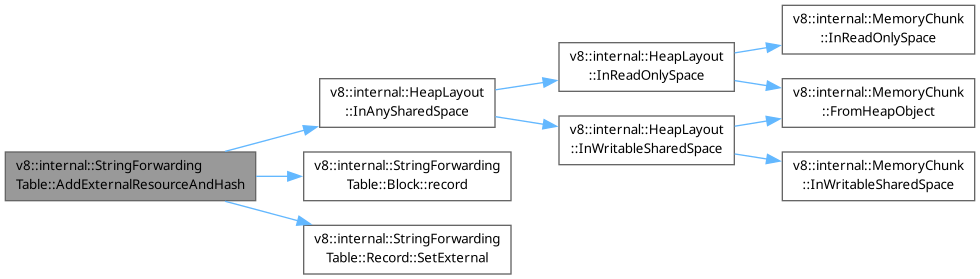 v8::internal::StringForwarding
Table::AddExternalResourceAndHash
v8::internal::HeapLayout
::InAnySharedSpace
v8::internal::StringForwarding
Table::Block::record
v8::internal::StringForwarding
Table::Record::SetExternal
v8::internal::HeapLayout
::InReadOnlySpace
v8::internal::HeapLayout
::InWritableSharedSpace
v8::internal::MemoryChunk
::InReadOnlySpace
v8::internal::MemoryChunk
::FromHeapObject
v8::internal::MemoryChunk
::InWritableSharedSpace